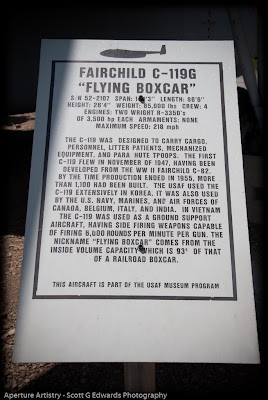 FAIRCHILD C-119G
"FLYING BOXCAR"
S/N 52-2107 SPAN: '3" LENGTH: 86'6"
HEIGHT: 26'4" WEIGHT: 85,000 lbs CREW: 4
ENGINES: TWO WRIGHT R-3350's
OF 3,500 hp EACH ARMAMENTS: NONE
MAXIMUM SPEED: 218 mph
THE C-119 WAS DESIGNED TO CARRY CARGO,
PERSONNEL, LITTER PATIENTS, MECHANIZED
EQUIPMENT, AND PARA HUTE TROOPS. THE FIRST
C-119 FLEW IN NOVEMBER OF 1947, HAVING BEEN
DEVELOPED FROM THE WW II FAIRCHILD C-82.
BY THE TIME PRODUCTION ENDED IN 1955, MORE
THAN 1,100 HAD BEEN BUILT. THE USAF USED THE
C-119 EXTENSIVELY IN KOREA. IT WAS ALSO USED
BY THE U.S. NAVY, MARINES, AND AIR FORCES OF
CANADA, BELGIUM, ITALY, AND INDIA. IN VIETNAM
THE C-119 WAS USED AS A GROUND SUPPORT
AIRCRAFT, HAVING SIDE FIRING WEAPONS CAPABLE
OF FIRING 6,000 ROUNDS PER MINUTE PER GUN. THE
NICKNAME "FLYING BOXCAR" COMES FROM THE
INSIDE VOLUME CAPACITY WHICH IS 93% OF THAT
OF A RAILROAD BOXCAR.
THIS AIRCRAFT IS PART OF THE USAF MUSEUM PROGRAM
Aperture Artistry - Scott G Edwards Photography